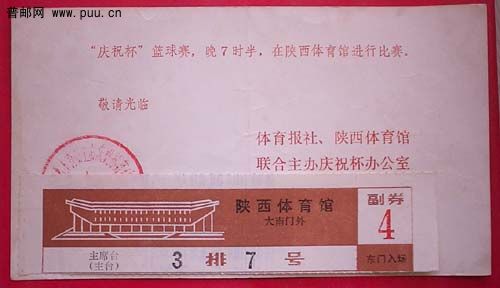 普邮网
www.puu.cn
“庆祝杯”篮球赛，晚7时半，在陕西体育馆进行比赛。
敬请光临
体育报社、陕西体育馆
联合主办庆祝杯办公室
陕西体育馆
大南门外
副券
4
主席台
(主台)
3 排 7 号
东门入场